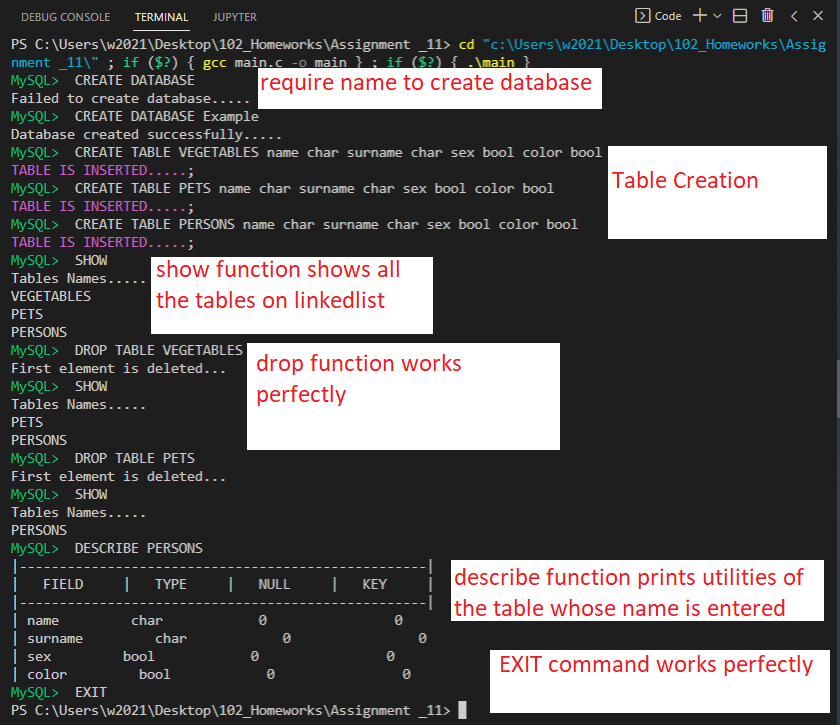 DEBUG CONSOLE TERMINAL JUPYTER Code
PS C:\Users\w2021\Desktop\102_Homeworks\Assignment _11> cd "c:\Users\w2021\Desktop\102_Homeworks\Assig
nment _11\" ; if ($?) { gcc main.c -o main } ; if ($?) { .\main }
MySQL> CREATE DATABASE
require name to create database
Failed to create database.....
MySQL> CREATE DATABASE Example
Database created successfully.....
MySQL> CREATE TABLE VEGETABLES name char surname char sex bool color bool
TABLE IS INSERTED.....;
Table Creation
MySQL> CREATE TABLE PETS name char surname char sex bool color bool
TABLE IS INSERTED.....;
MySQL> CREATE TABLE PERSONS name char surname char sex bool color bool
TABLE IS INSERTED.....;
MySQL> SHOW
show function shows all
the tables on linkedlist
Tables Names.....
VEGETABLES
PETS
PERSONS
MySQL> DROP TABLE VEGETABLES
drop function works
perfectly
First element is deleted...
MySQL> SHOW
Tables Names.....
PETS
PERSONS
MySQL> DROP TABLE PETS
First element is deleted...
MySQL> SHOW
Tables Names.....
PERSONS
MySQL> DESCRIBE PERSONS
|---------------------------------------------------|
| FIELD | TYPE | NULL | KEY |
|---------------------------------------------------|
describe function prints utilities of
the table whose name is entered
| name char 0 0
| surname char 0 0
| sex bool 0 0
| color bool 0 0
EXIT command works perfectly
MySQL> EXIT
PS C:\Users\w2021\Desktop\102_Homeworks\Assignment _11>